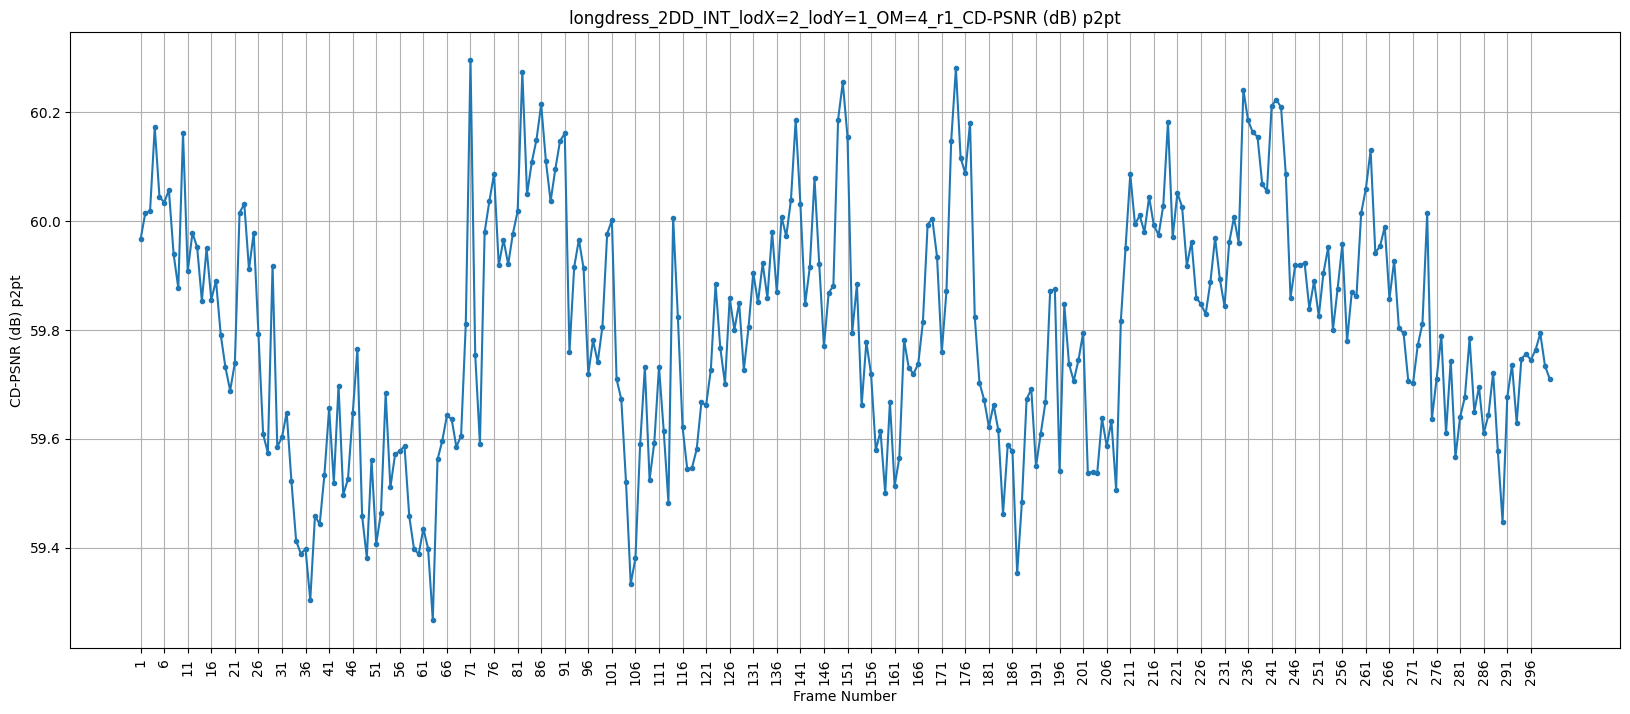 longdress_2DD_INT_lodX=2_lodY=1_OM=4_r1_CD-PSNR (dB) p2pt
CD-PSNR (dB) p2pt
60.2
60.0
59.8
59.6
59.4
1 6 11 16 21 26 31 36 41 46 51 56 61 66 71 76 81 86 91 96 101 106 111 116 121 126 131 136 141 146 151 156 161 166 171 176 181 186 191 196 201 206 211 216 221 226 231 236 241 246 251 256 261 266 271 276 281 286 291 296
Frame Number